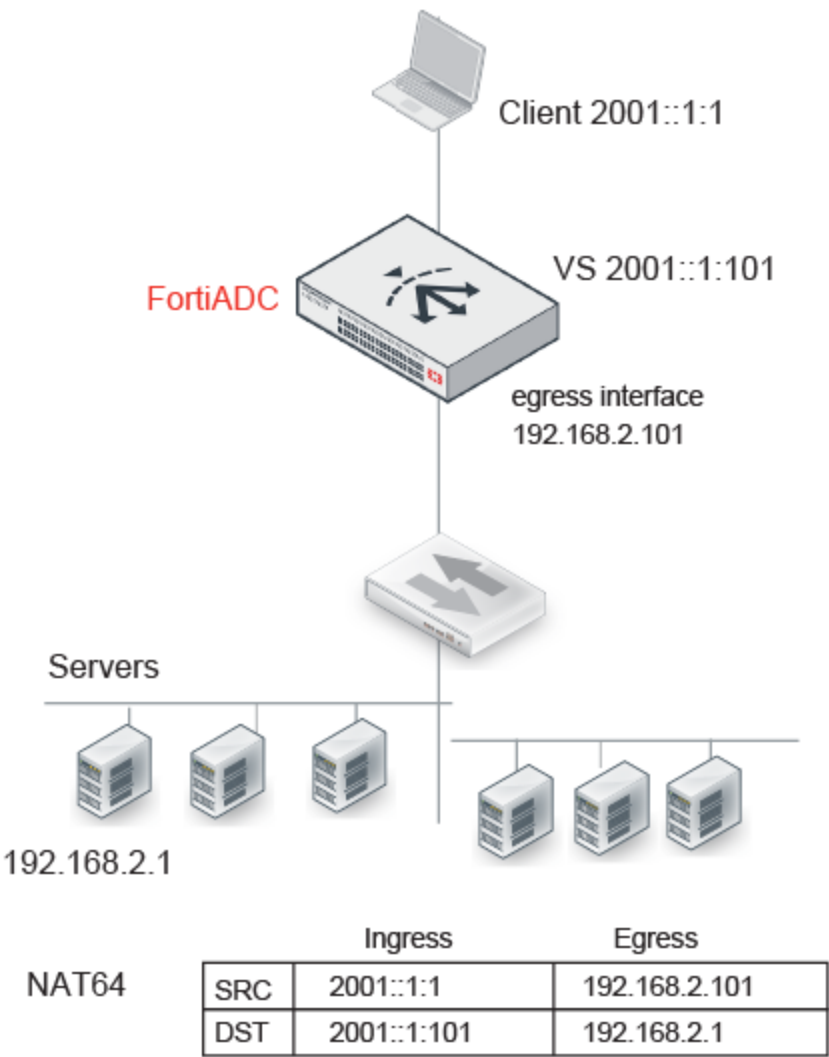 Client 2001::1:1
VS 2001::1:101
FortiADC
egress interface
192.168.2.101
Servers
192.168.2.1
Ingress Egress
NAT64
SRC 2001::1:1 192.168.2.101
DST 2001::1:101 192.168.2.1